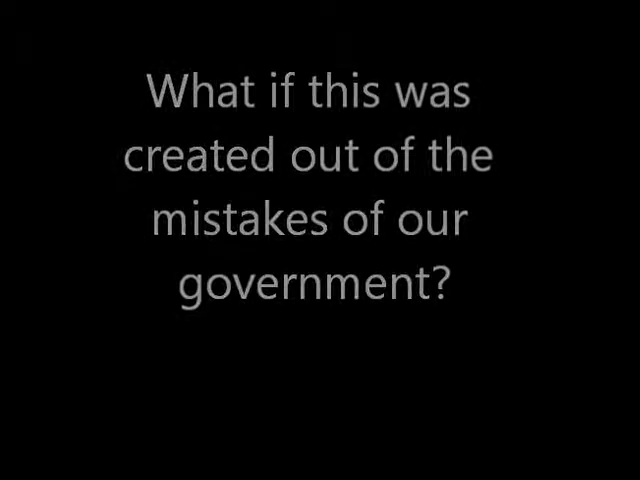 What if this was
created out of the
mistakes of our
government?